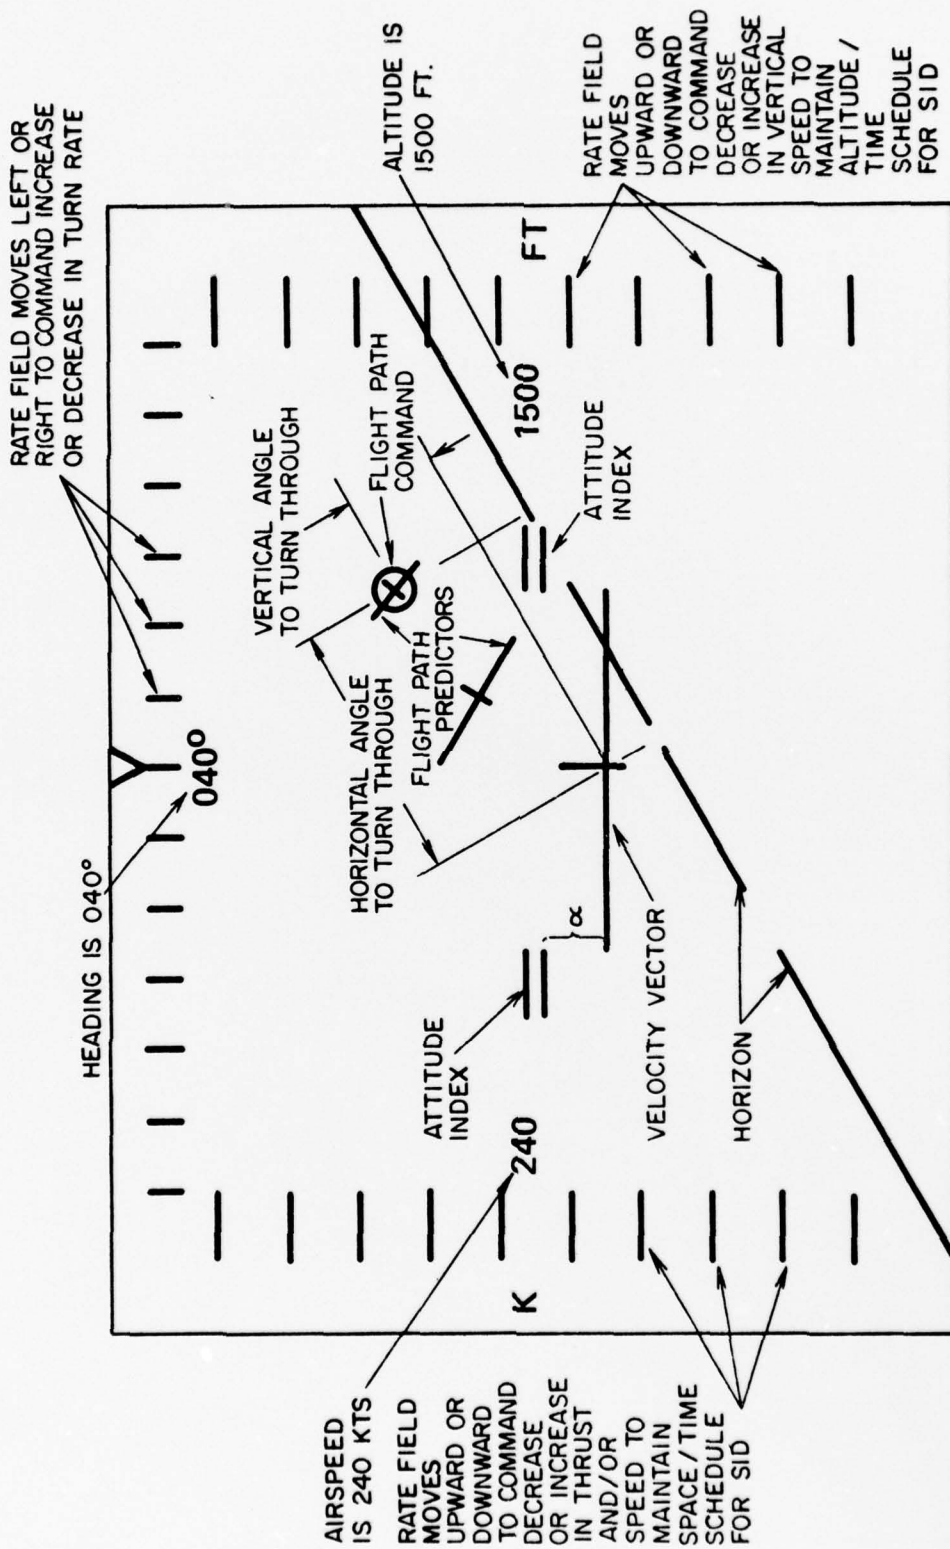 RATE FIELD MOVES LEFT OR
RIGHT TO COMMAND INCREASE
OR DECREASE IN TURN RATE
HEADING IS 040°
040°
ALTITUDE IS
1500 FT.
VERTICAL ANGLE
TO TURN THROUGH
FLIGHT PATH
COMMAND
HORIZONTAL ANGLE
TO TURN THROUGH
FLIGHT PATH
PREDICTORS
AIRSPEED
IS 240 KTS
K
240
1500
FT
ATTITUDE
INDEX
ATTITUDE
INDEX
α
VELOCITY VECTOR
HORIZON
RATE FIELD
MOVES
UPWARD OR
DOWNWARD
TO COMMAND
DECREASE
OR INCREASE
IN THRUST
AND/OR
SPEED TO
MAINTAIN
SPACE/TIME
SCHEDULE
FOR SID
RATE FIELD
MOVES
UPWARD OR
DOWNWARD
TO COMMAND
DECREASE
OR INCREASE
IN VERTICAL
SPEED TO
MAINTAIN
ALTITUDE/
TIME
SCHEDULE
FOR SID